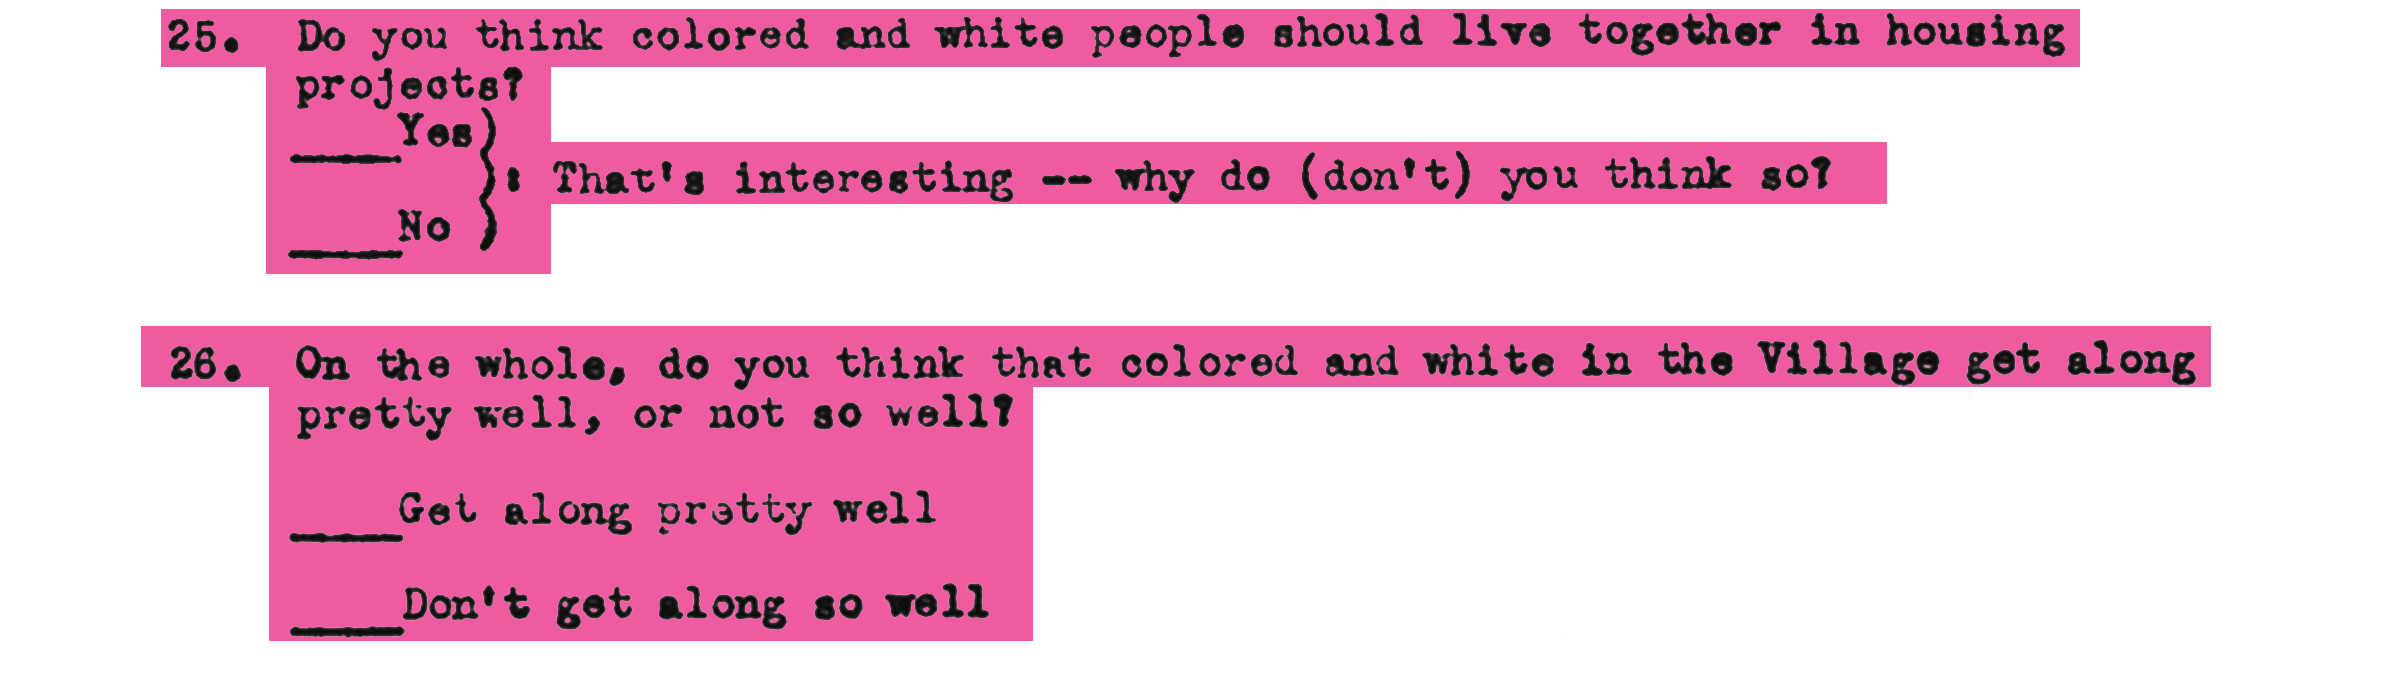 25. Do you think colored and white people should live together in housing
projects?
____Yes)
): That's interesting -- why do (don't) you think so?
____No )
26. On the whole, do you think that colored and white in the Village get along
pretty well, or not so well?
____Get along pretty well
____Don't get along so well